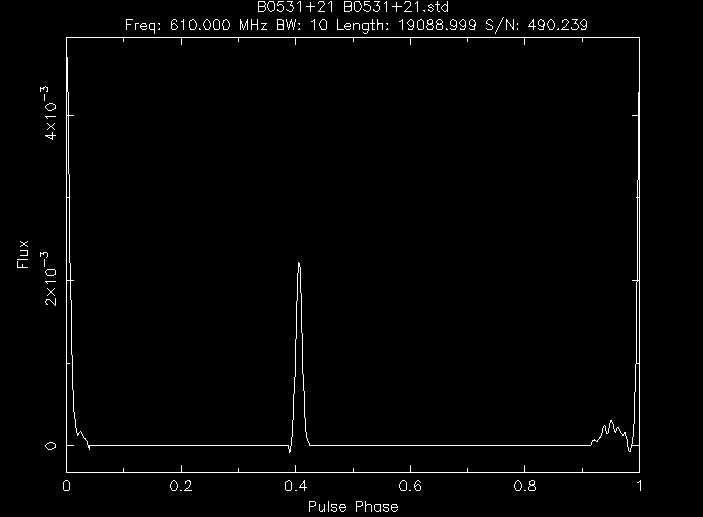 B0531+21 B0531+21.std
Freq: 610.000 MHz BW: 10 Length: 19088.999 S/N: 490.239
4×10⁻³
2×10⁻³
0
Flux
0 0.2 0.4 0.6 0.8 1
Pulse Phase